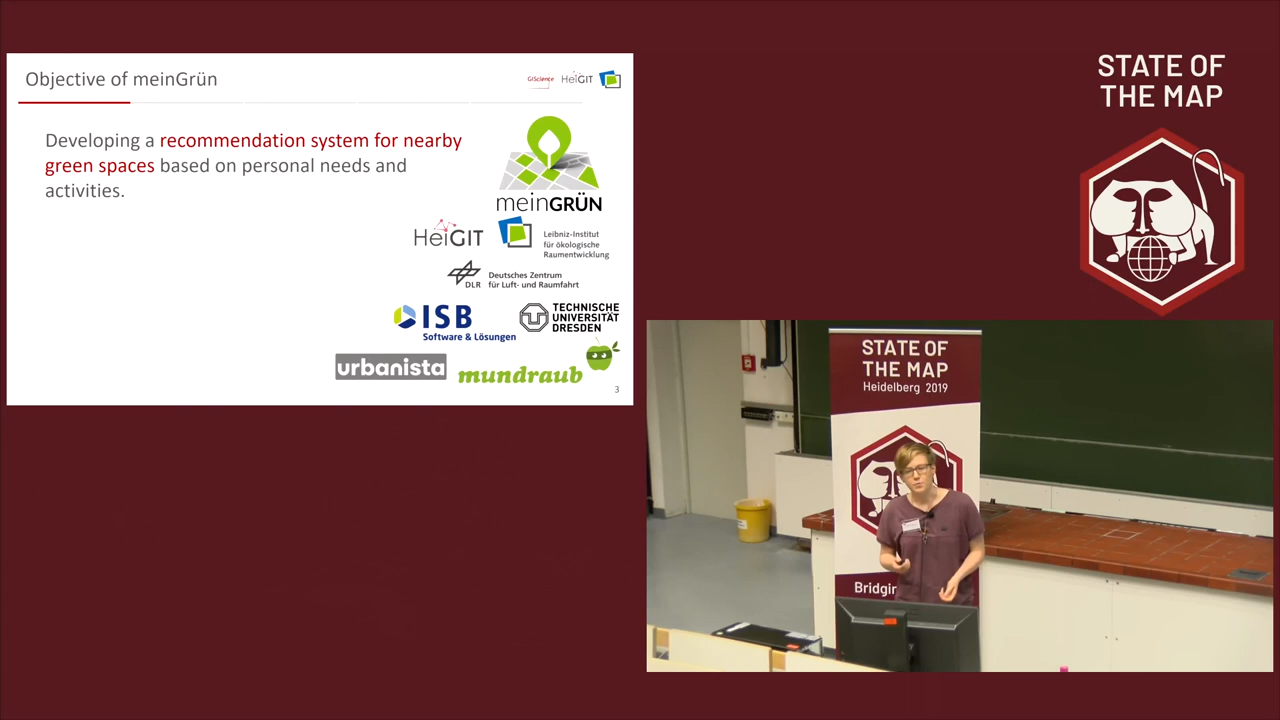 Objective of meinGrün
GIScience
HeiGIT
Developing a recommendation system for nearby
green spaces based on personal needs and
activities.
meinGRÜN
HeiGIT
Leibniz-Institut
für ökologische
Raumentwicklung
DLR
Deutsches Zentrum
für Luft- und Raumfahrt
ISB
Software & Lösungen
TECHNISCHE
UNIVERSITÄT
DRESDEN
urbanista
mundraub
3
STATE OF
THE MAP
STATE OF
THE MAP
Heidelberg 2019
Bridgin